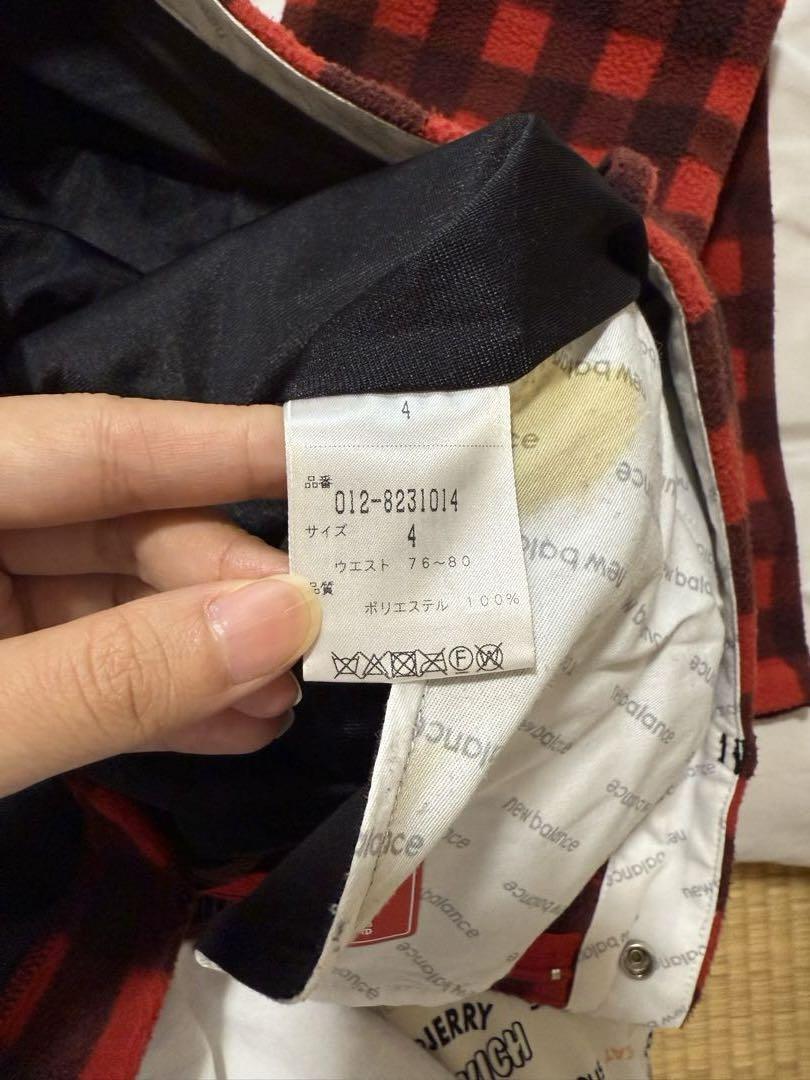 4
品番
012-8231014
サイズ
4
ウエスト 76~80
品質
ポリエステル 100%
F
W
new balance
new balance
new balance
new balance
JERRY